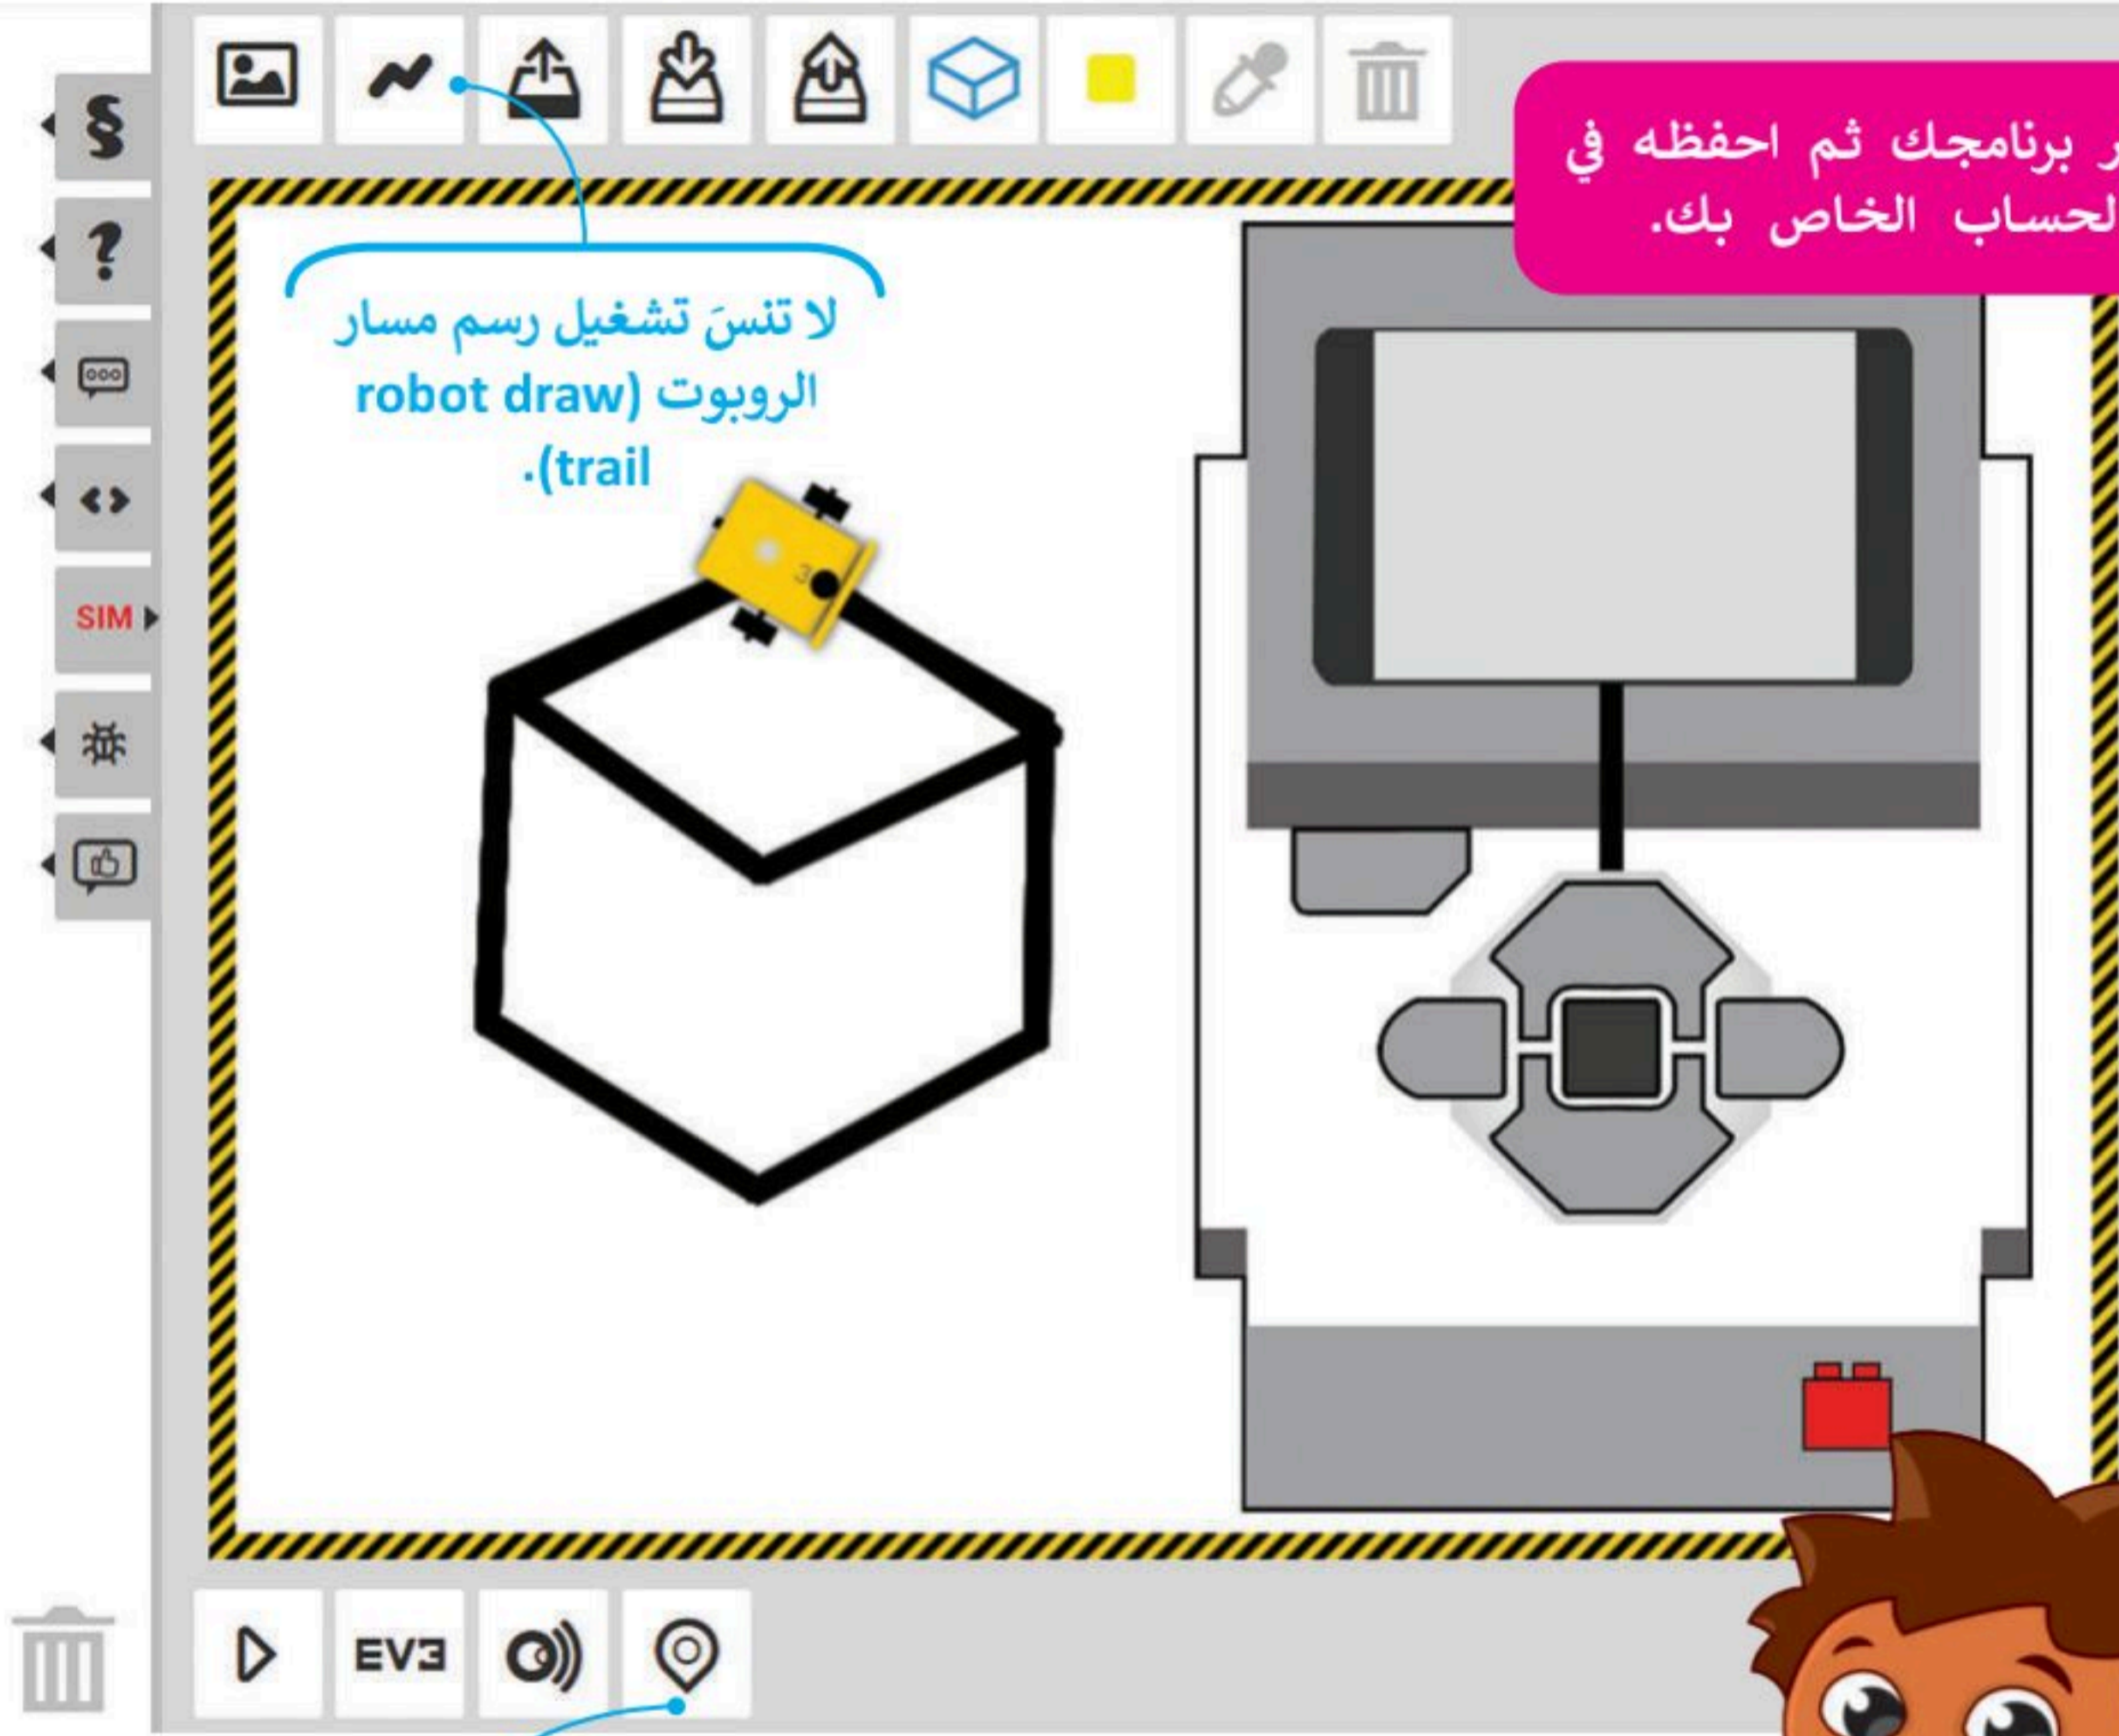 ر برنامجك ثم احفظه في
لحساب الخاص بك.
لا تنسَ تشغيل رسم مسار
الروبوت (robot draw
trail).
SIM
EV3